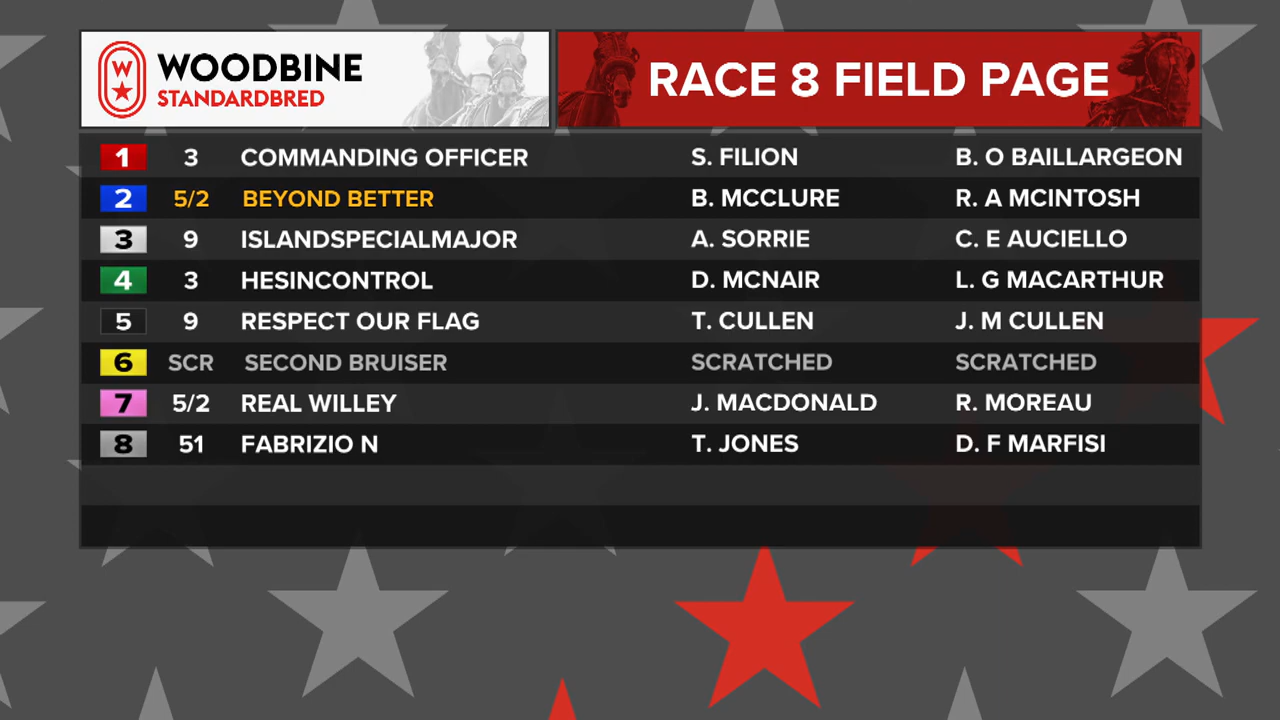 W
WOODBINE
STANDARDBRED
RACE 8 FIELD PAGE
1 3 COMMANDING OFFICER S. FILION B. O BAILLARGEON
2 5/2 BEYOND BETTER B. MCCLURE R. A MCINTOSH
3 9 ISLANDSPECIALMAJOR A. SORRIE C. E AUCIELLO
4 3 HESINCONTROL D. MCNAIR L. G MACARTHUR
5 9 RESPECT OUR FLAG T. CULLEN J. M CULLEN
6 SCR SECOND BRUISER SCRATCHED SCRATCHED
7 5/2 REAL WILLEY J. MACDONALD R. MOREAU
8 51 FABRIZIO N T. JONES D. F MARFISI